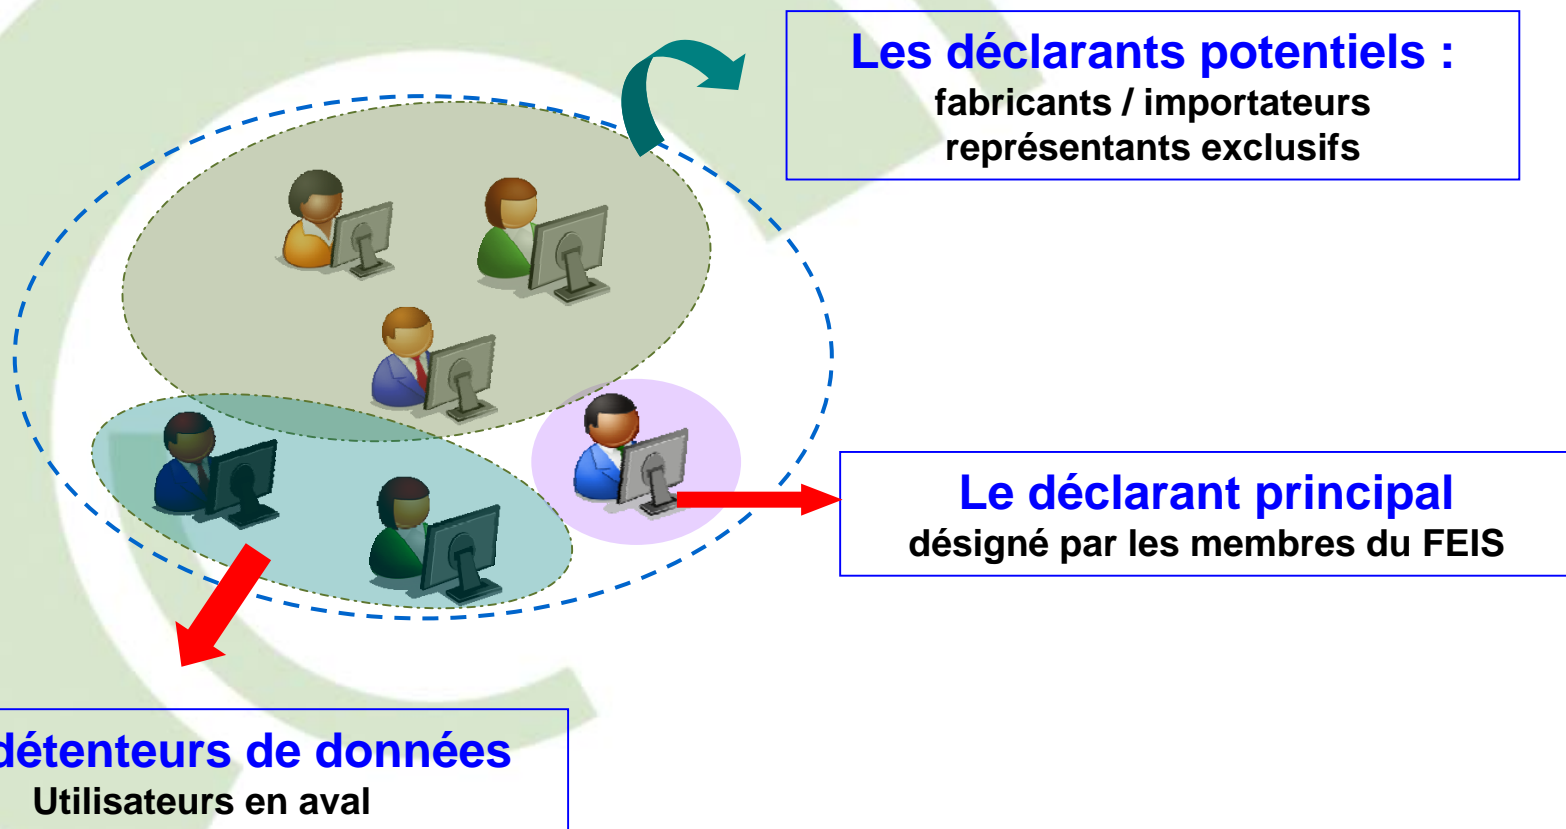 Les déclarants potentiels :
fabricants / importateurs
représentants exclusifs
Le déclarant principal
désigné par les membres du FEIS
détenteurs de données
Utilisateurs en aval